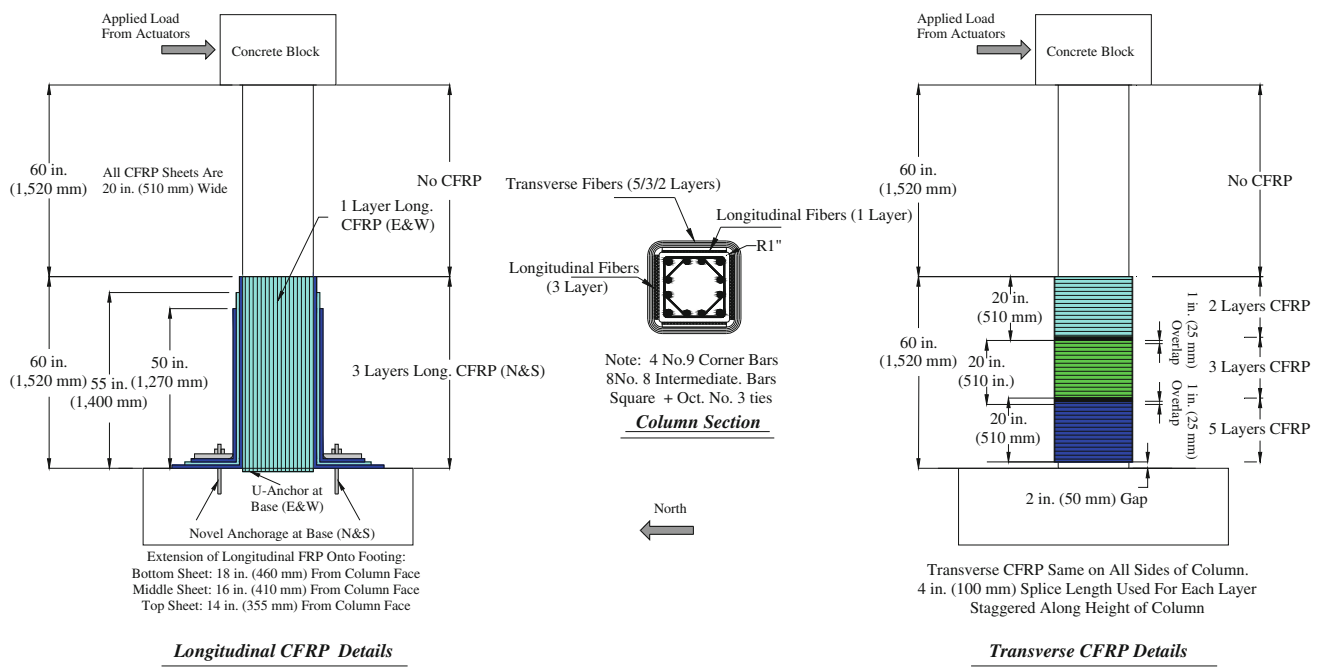 Applied Load
From Actuators
Concrete Block
60 in.
(1,520 mm)
All CFRP Sheets Are
20 in. (510 mm) Wide
No CFRP
1 Layer Long.
CFRP (E&W)
60 in.
(1,520 mm)
55 in.
(1,400 mm)
50 in.
(1,270 mm)
3 Layers Long. CFRP (N&S)
U-Anchor at
Base (E&W)
Novel Anchorage at Base (N&S)
Extension of Longitudinal FRP Onto Footing:
Bottom Sheet: 18 in. (460 mm) From Column Face
Middle Sheet: 16 in. (410 mm) From Column Face
Top Sheet: 14 in. (355 mm) From Column Face
Longitudinal CFRP Details
Transverse Fibers (5/3/2 Layers)
Longitudinal Fibers (1 Layer)
R1"
Longitudinal Fibers
(3 Layer)
Note: 4 No.9 Corner Bars
8No. 8 Intermediate. Bars
Square + Oct. No. 3 ties
Column Section
North
Applied Load
From Actuators
Concrete Block
60 in.
(1,520 mm)
No CFRP
60 in.
(1,520 mm)
20 in.
(510 mm)
20 in.
(510 in.)
20 in.
(510 mm)
1 in. (25 mm)
Overlap
1 in. (25 mm)
Overlap
2 Layers CFRP
3 Layers CFRP
5 Layers CFRP
2 in. (50 mm) Gap
Transverse CFRP Same on All Sides of Column.
4 in. (100 mm) Splice Length Used For Each Layer
Staggered Along Height of Column
Transverse CFRP Details